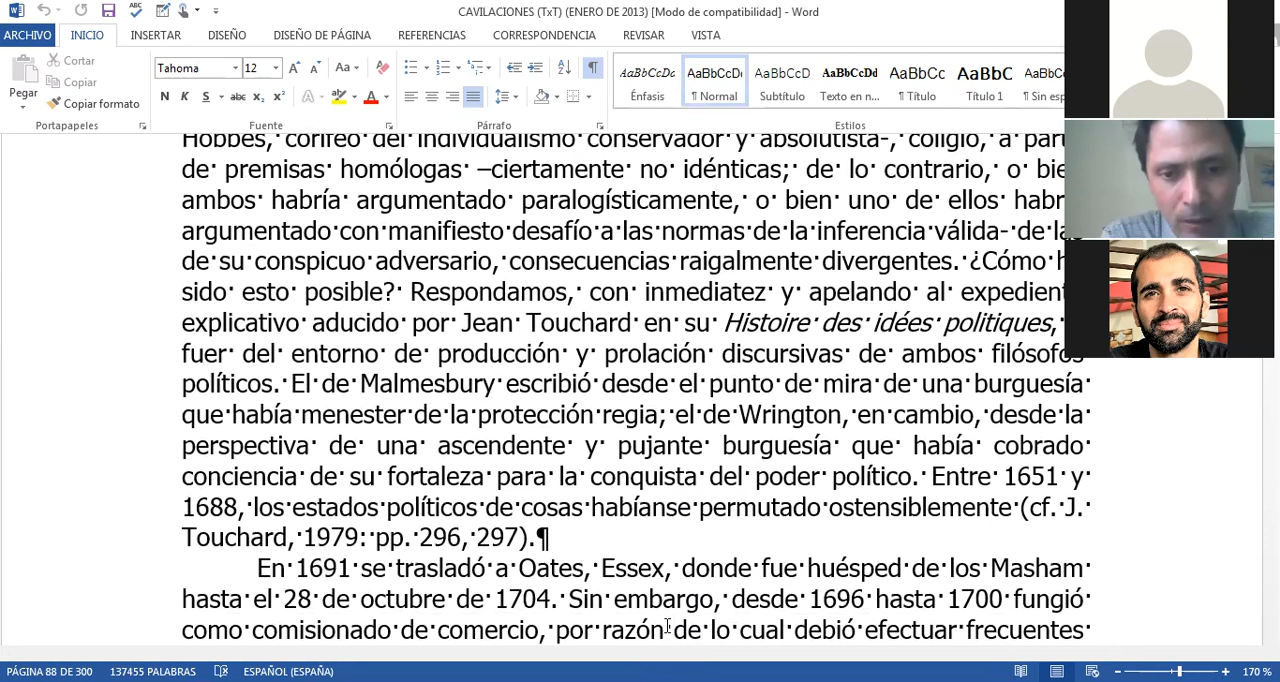 CAVILACIONES (TxT) (ENERO DE 2013) [Modo de compatibilidad] - Word
ARCHIVO INICIO INSERTAR DISEÑO DISEÑO DE PÁGINA REFERENCIAS CORRESPONDENCIA REVISAR VISTA
Pegar
Cortar
Copiar
Copiar formato
Portapapeles
Tahoma 12
Fuente
Párrafo
AaBbCcDc AaBbCcDc AaBbCcD AaBbCcDd AaBbCc AaBbC AaBbCc
Énfasis ¶ Normal Subtítulo Texto en n... ¶ Título Título 1 ¶ Sin esp
Estilos
Hobbes, corifeo del individualismo conservador y absolutista-, coligió, a
de premisas homólogas –ciertamente no idénticas; de lo contrario, o
ambos habría argumentado paralogísticamente, o bien uno de ellos
argumentado con manifiesto desafío a las normas de la inferencia válida- de
de su conspicuo adversario, consecuencias raigalmente divergentes. ¿Cómo
sido esto posible? Respondamos, con inmediatez y apelando al
explicativo aducido por Jean Touchard en su Histoire des idées politiques,
fuer del entorno de producción y prolación discursivas de ambos filósofos
políticos. El de Malmesbury escribió desde el punto de mira de una burguesía
que había menester de la protección regia; el de Wrington, en cambio, desde la
perspectiva de una ascendente y pujante burguesía que había cobrado
conciencia de su fortaleza para la conquista del poder político. Entre 1651 y
1688, los estados políticos de cosas habíanse permutado ostensiblemente (cf. J.
Touchard, 1979: pp. 296, 297).¶
En 1691 se trasladó a Oates, Essex, donde fue huésped de los Masham
hasta el 28 de octubre de 1704. Sin embargo, desde 1696 hasta 1700 fungió
como comisionado de comercio, por razón de lo cual debió efectuar frecuentes
PÁGINA 88 DE 300 137455 PALABRAS ESPAÑOL (ESPAÑA) 170 %